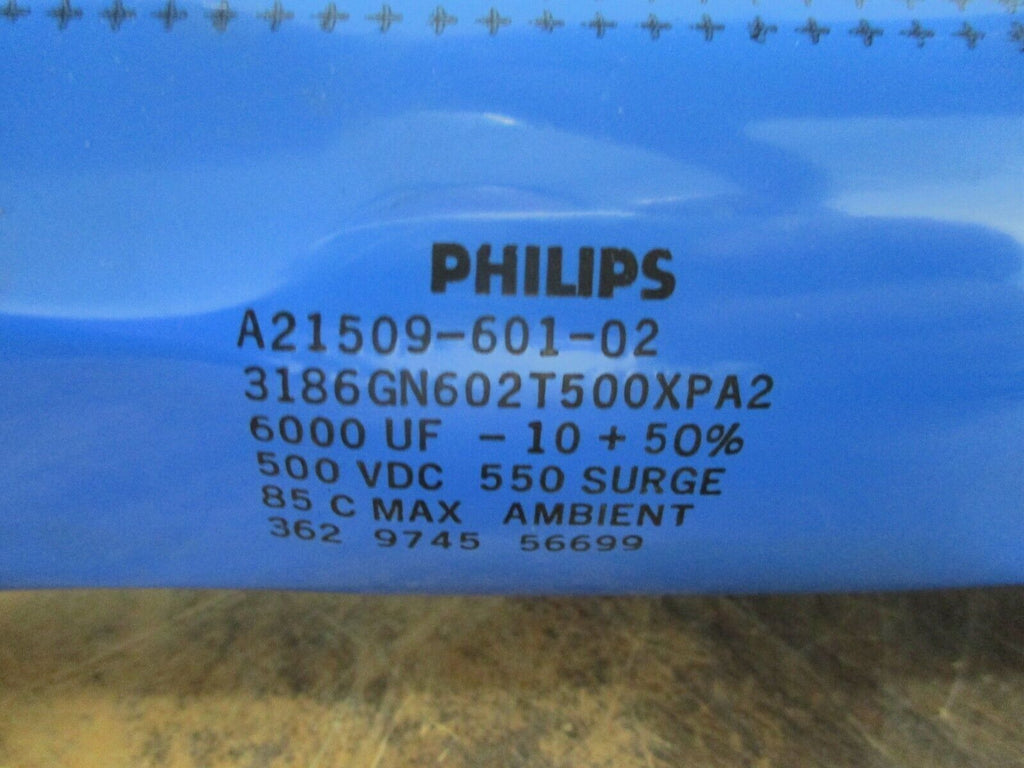 PHILIPS
A21509-601-02
3186GN602T500XPA2
6000 UF - 10 + 50%
500 VDC 550 SURGE
85 C MAX AMBIENT
362 9745 56699